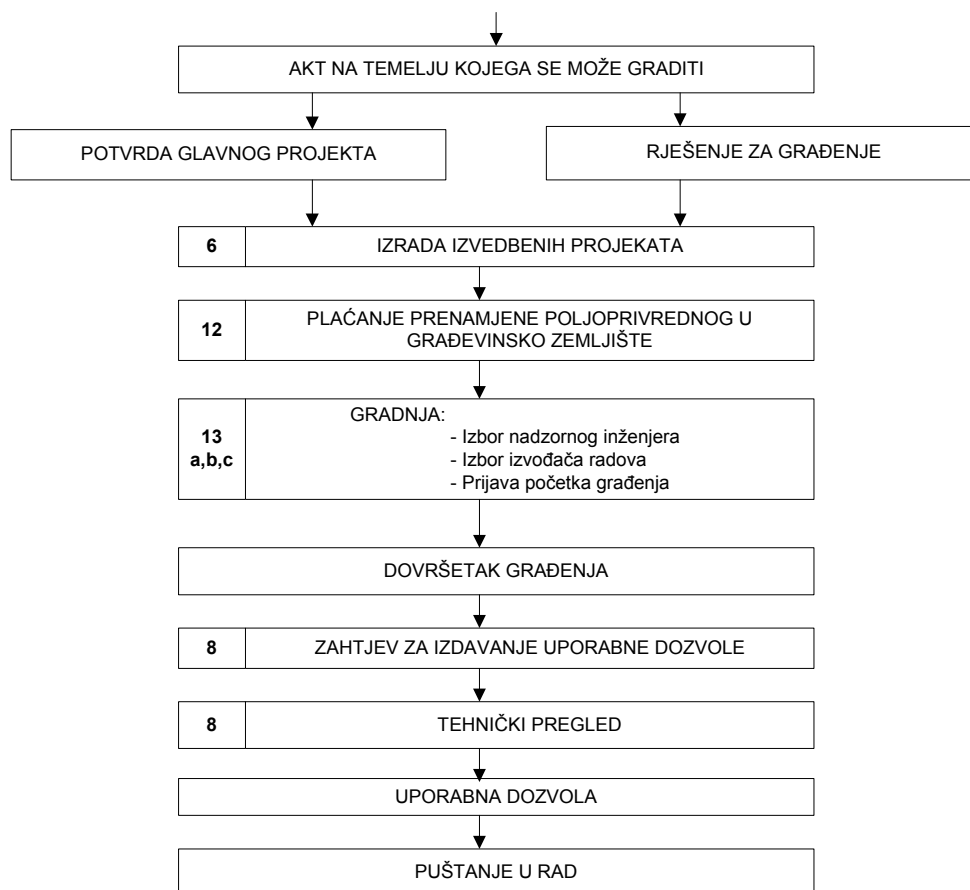 AKT NA TEMELJU KOJEGA SE MOŽE GRADITI
POTVRDA GLAVNOG PROJEKTA
RJEŠENJE ZA GRAĐENJE
6
IZRADA IZVEDBENIH PROJEKATA
12
PLAĆANJE PRENAMJENE POLJOPRIVREDNOG U
GRAĐEVINSKO ZEMLJIŠTE
13
a,b,c
GRADNJA:
- Izbor nadzornog inženjera
- Izbor izvođača radova
- Prijava početka građenja
DOVRŠETAK GRAĐENJA
8
ZAHTJEV ZA IZDAVANJE UPORABNE DOZVOLE
8
TEHNIČKI PREGLED
UPORABNA DOZVOLA
PUŠTANJE U RAD